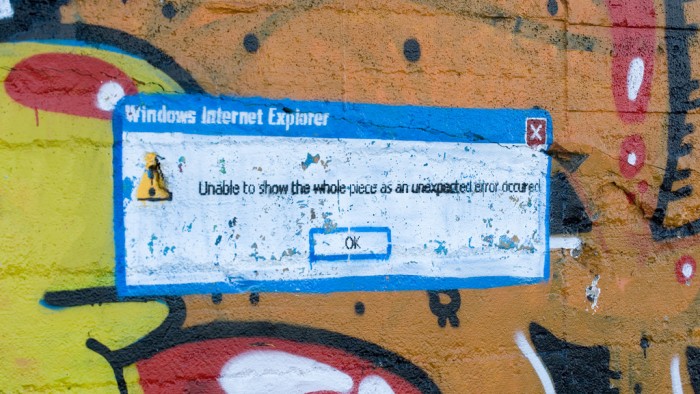 Windows Internet Explorer
X
Unable to show the whole piece as an unexpected error occured
OK